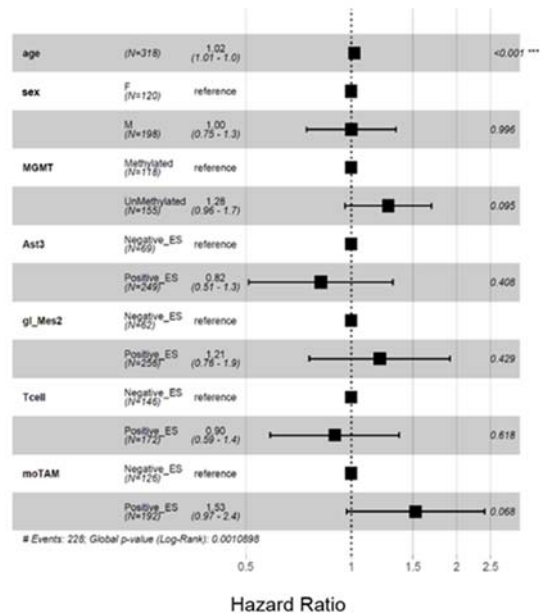 age (N=318) 1.02 (1.01 - 1.0) <0.001 ***
sex F (N=120) reference
M (N=198) 1.00 (0.75 - 1.3) 0.996
MGMT Methylated (N=118) reference
UnMethylated (N=155) 1.28 (0.96 - 1.7) 0.095
Ast3 Negative_ES (N=69) reference
Positive_ES (N=249) 0.82 (0.51 - 1.3) 0.408
gl_Mes2 Negative_ES (N=62) reference
Positive_ES (N=256) 1.21 (0.76 - 1.9) 0.429
Tcell Negative_ES (N=146) reference
Positive_ES (N=172) 0.90 (0.59 - 1.4) 0.618
moTAM Negative_ES (N=126) reference
Positive_ES (N=192) 1.53 (0.97 - 2.4) 0.068
# Events: 228; Global p-value (Log-Rank): 0.0010898
0.5 1 1.5 2 2.5
Hazard Ratio